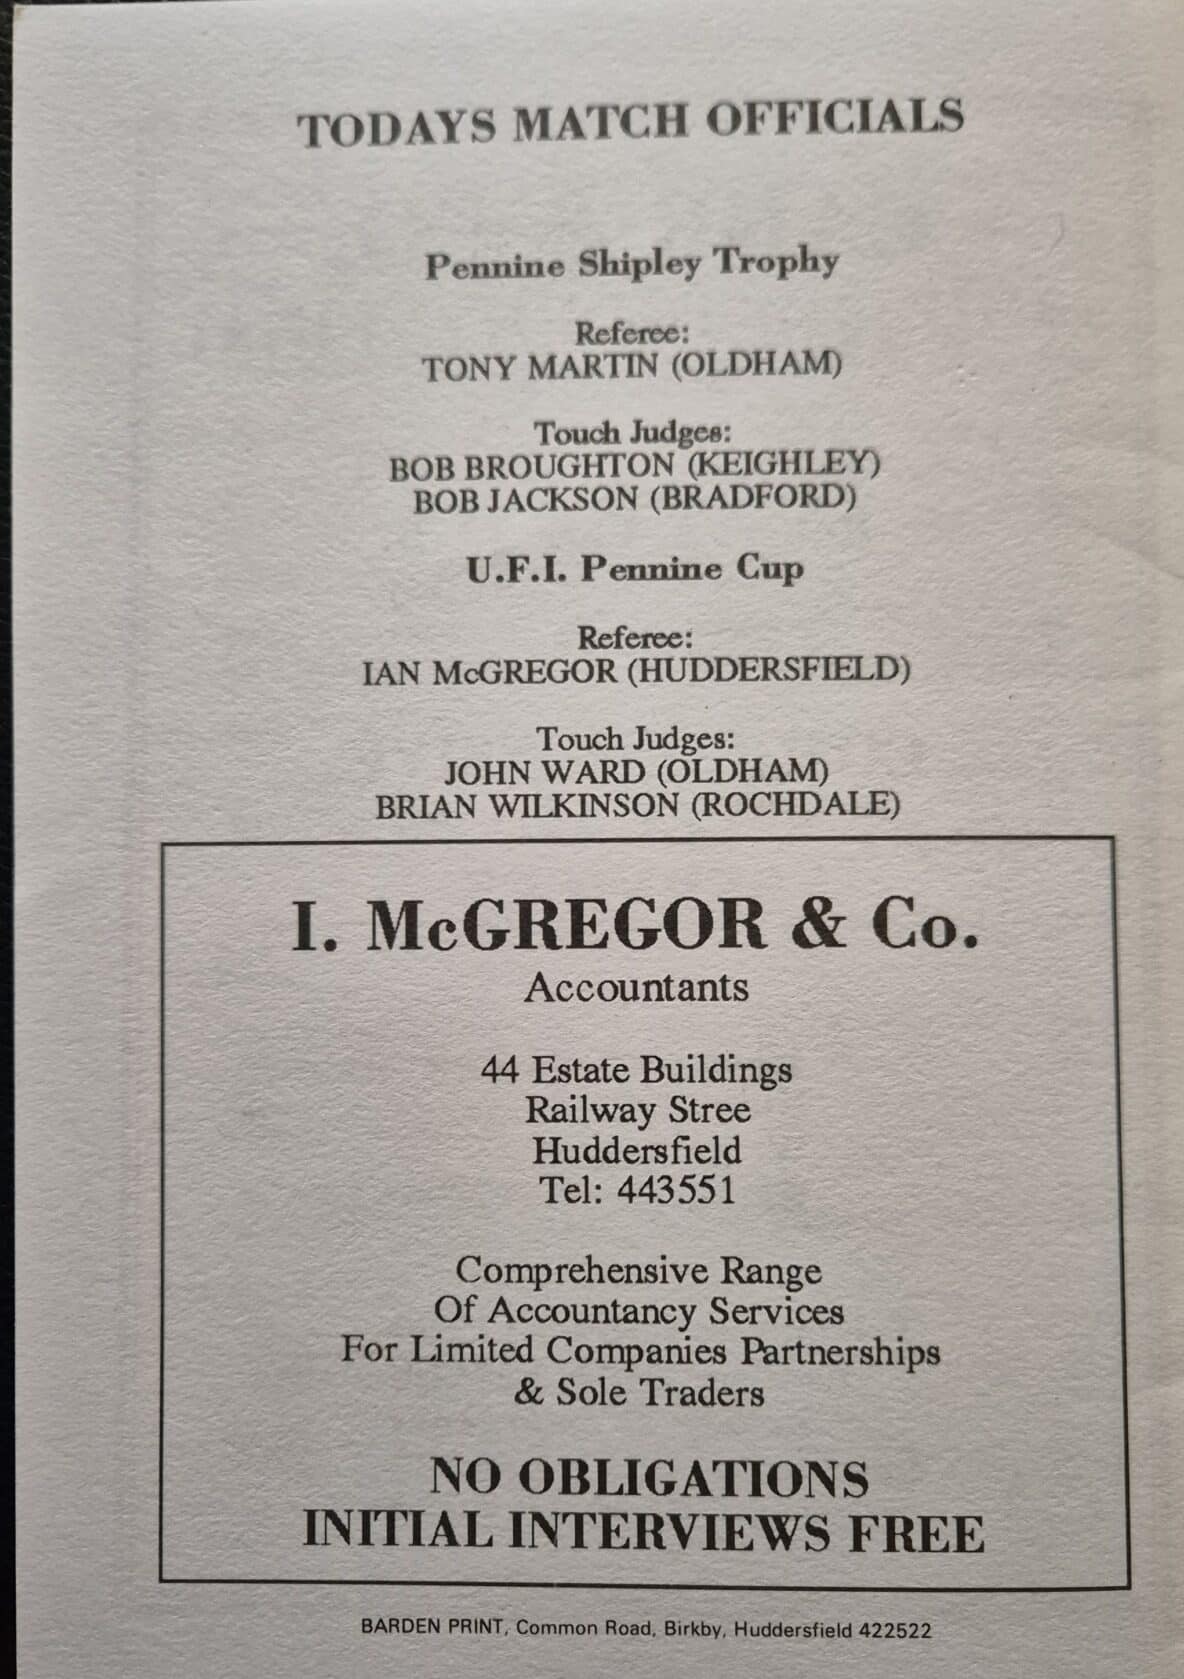 TODAYS MATCH OFFICIALS
Pennine Shipley Trophy
Referee:
TONY MARTIN (OLDHAM)
Touch Judges:
BOB BROUGHTON (KEIGHLEY)
BOB JACKSON (BRADFORD)
U.F.I. Pennine Cup
Referee:
IAN McGREGOR (HUDDERSFIELD)
Touch Judges:
JOHN WARD (OLDHAM)
BRIAN WILKINSON (ROCHDALE)
I. McGREGOR & Co.
Accountants
44 Estate Buildings
Railway Stree
Huddersfield
Tel: 443551
Comprehensive Range
Of Accountancy Services
For Limited Companies Partnerships
& Sole Traders
NO OBLIGATIONS
INITIAL INTERVIEWS FREE
BARDEN PRINT, Common Road, Birkby, Huddersfield 422522